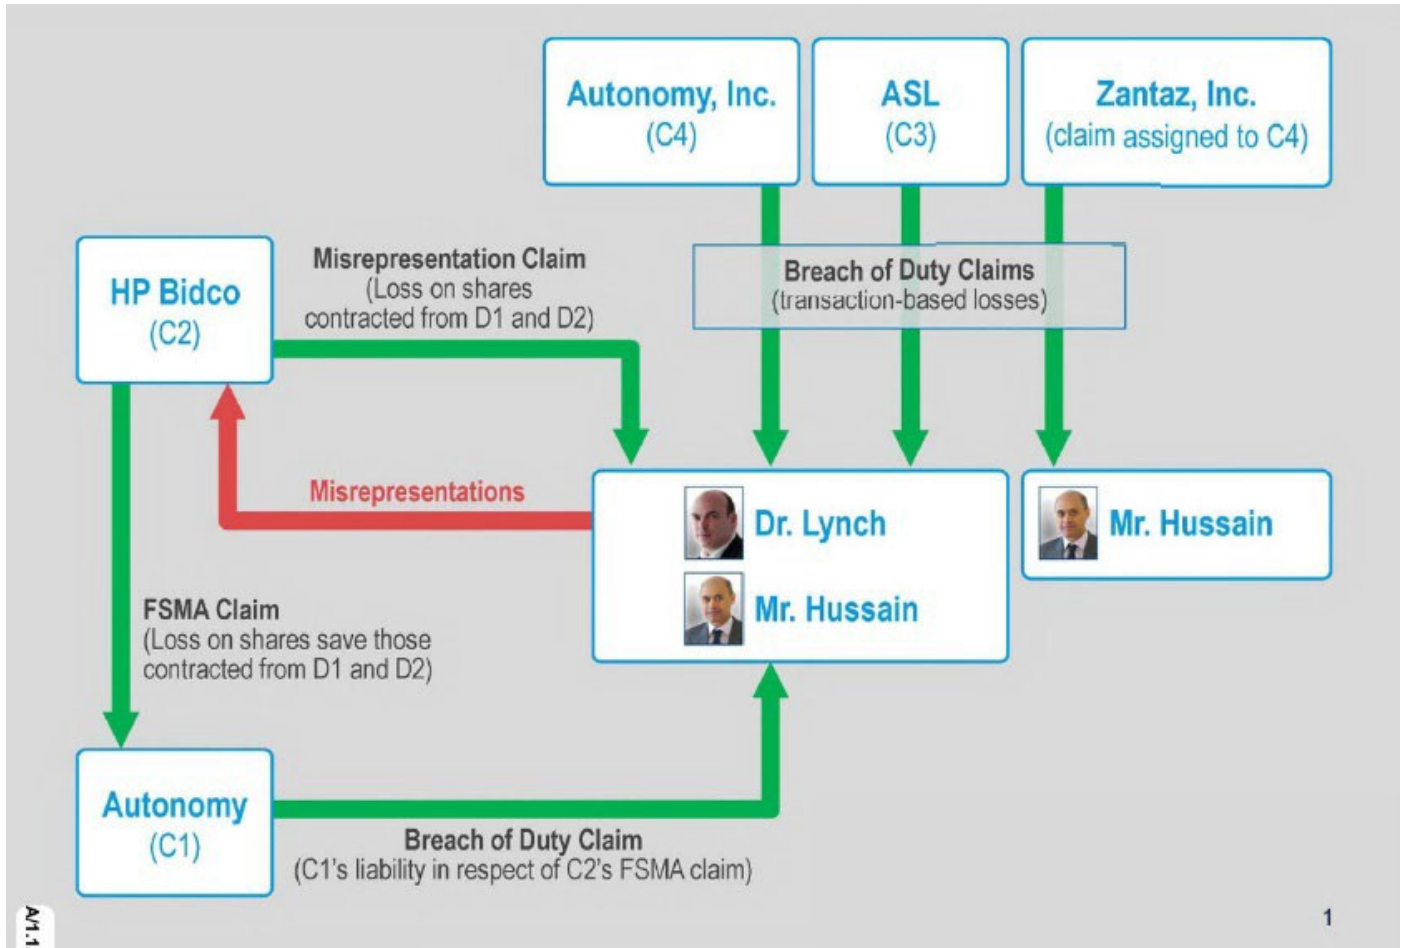 Autonomy, Inc.
(C4)
ASL
(C3)
Zantaz, Inc.
(claim assigned to C4)
HP Bidco
(C2)
Misrepresentation Claim
(Loss on shares
contracted from D1 and D2)
Breach of Duty Claims
(transaction-based losses)
Misrepresentations
Dr. Lynch
Mr. Hussain
Mr. Hussain
FSMA Claim
(Loss on shares save those
contracted from D1 and D2)
Autonomy
(C1)
Breach of Duty Claim
(C1's liability in respect of C2's FSMA claim)
A/1.1
1